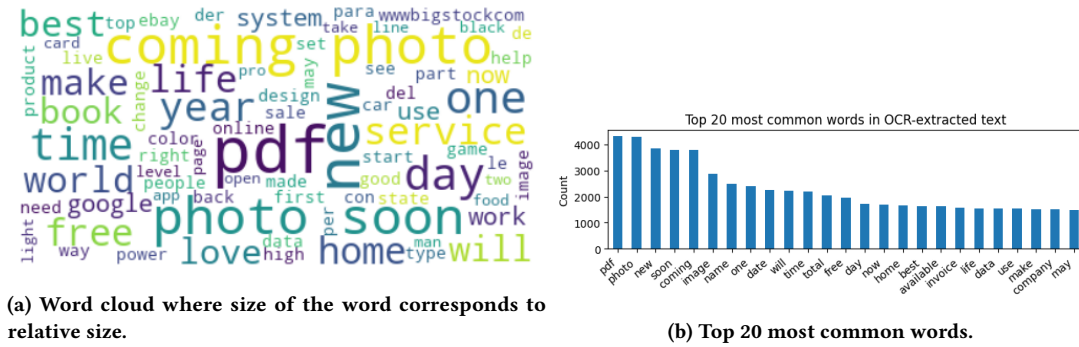 best top ebay der system para wwwbigstockcom
card coming set take line photo black de
live help
product make life pro may see part now
change book year design car del use one
sale
time color online pdf new service
right page start game
world level open good day le image
people made two
need google app back first con state food work
photo per soon
light free data man
way power love high home type will
(a) Word cloud where size of the word corresponds to
relative size.
Top 20 most common words in OCR-extracted text
Count
4000
3000
2000
1000
0
pdf
photo
new
soon
coming
image
name
one
date
will
time
total
free
day
now
home
best
available
invoice
life
data
use
make
company
may
(b) Top 20 most common words.